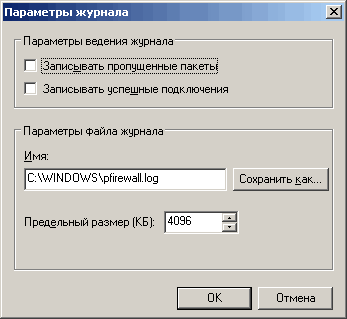 Параметры журнала
Параметры ведения журнала
Записывать пропущенные пакеты
Записывать успешные подключения
Параметры файла журнала
Имя:
C:\WINDOWS\pfirewall.log
Сохранить как...
Предельный размер (КБ):
4096
OK
Отмена